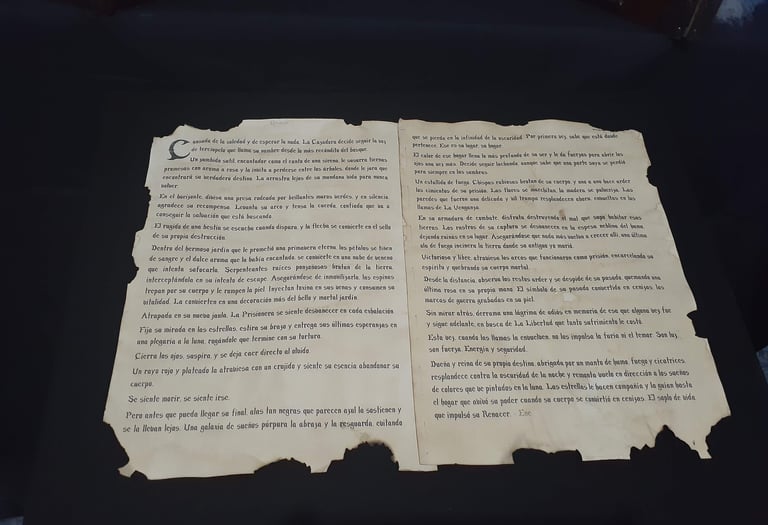 Cansada de la soledad y de esperar la nada. La Cazadora decide seguir la voz
de terciopelo que llama su nombre desde lo más recóndito del bosque.
Un zumbido sutil, encantador como el canto de una sirena, le susurra tiernas
promesas con aroma a rosa y la incita a perderse entre los árboles, donde le jura que
encontrará su verdadero destino. La arrastra lejos de su manada para nunca
volver.
En el horizonte, divisa una presa rodeada por brillantes mares verdes, y en silencio
agradece su recompensa. Levanta su arco y tensa la cuerda, confiada que va a
conseguir la salvación que está buscando.
El rugido de una bestia se escucha cuando dispara, y la flecha se convierte en el sello
de su propia destrucción.
Dentro del hermoso jardín que le prometió una primavera eterna, los pétalos se tiñen
de sangre y el dulce aroma que la había encantado, se convierte en una nube de veneno
que intenta sofocarla. Serpenteantes raíces ponzoñosas brotan de la tierra,
interceptándola en su intento de escape. Asegurándose de inmovilizarla, las espinas
trepan por su cuerpo y le rompen la piel. Inyectan toxina en sus venas y consumen su
vitalidad. La convierten en una decoración más del bello y mortal jardín.
Atrapada en su nueva jaula, La Prisionera se siente desvanecer en cada exhalación.
Fija su mirada en las estrellas, estira su brazo y entrega sus últimas esperanzas en
una plegaria a la luna, rogándole que termine con su tortura.
Cierra los ojos, suspira, y se deja caer directo al olvido.
Un rayo rojo y plateado la atraviesa con un crujido y siente su esencia abandonar su
cuerpo.
Se siente morir, se siente irse.
Pero antes que pueda llegar su final, alas tan negras que parecen azul la sostienen y
se la llevan lejos. Una galaxia de sueños púrpura la abraza y la resguarda, evitando
que se pierda en la infinidad de la oscuridad. Por primera vez, sabe que está donde
pertenece. Ese es su lugar, su hogar.
El calor de ese hogar llena lo más profundo de su ser y le da fuerzas para abrir los
ojos una vez más. Decide seguir luchando, aunque sabe que una parte suya se perdió
para siempre en las sombras.
Un estallido de fuego. Chispas rabiosas brotan de su cuerpo, y una a una hace arder
los cimientos de su prisión. Las flores se marchitan, la madera se pulveriza. Las
paredes que fueron una delicada y vil trampa resplandecen ahora, envueltas en las
llamas de La Venganza.
En su armadura de combate, disfruta destruyendo el mal que supo habitar esas
tierras. Los rastros de su captura se desvanecen en la espesa neblina del humo
dejando ruinas en su lugar. Asegurándose que nada más vuelva a crecer allí, una última
ola de fuego incinera la tierra donde su antigua yo murió.
Victoriosa y libre, atraviesa los arcos que funcionaron como prisión, encarcelando su
espíritu y quebrando su cuerpo mortal.
Desde la distancia, observa los restos arder y se despide de su pasado, quemando una
última rosa en su propia mano. El símbolo de su pasado convertida en cenizas, las
marcas de guerra grabadas en su piel.
Sin mirar atrás, derrama una lágrima de adiós en memoria de esa que alguna vez fue
y sigue adelante, en busca de La Libertad que tanto sufrimiento le costó.
Esta vez, cuando las llamas la envuelven, no las impulsa la furia ni el temor. Son luz,
son fuerza. Energía y seguridad.
Dueña y reina de su propio destino, abrigada por un manto de humo, fuego y cicatrices,
resplandece contra la oscuridad de la noche y remonta vuelo en dirección a los sueños
de colores que ve pintados en la luna. Las estrellas le hacen compañía y la guían hasta
el hogar que avivó su poder cuando su cuerpo se convirtió en cenizas. El soplo de vida
que impulsó su Renacer. -